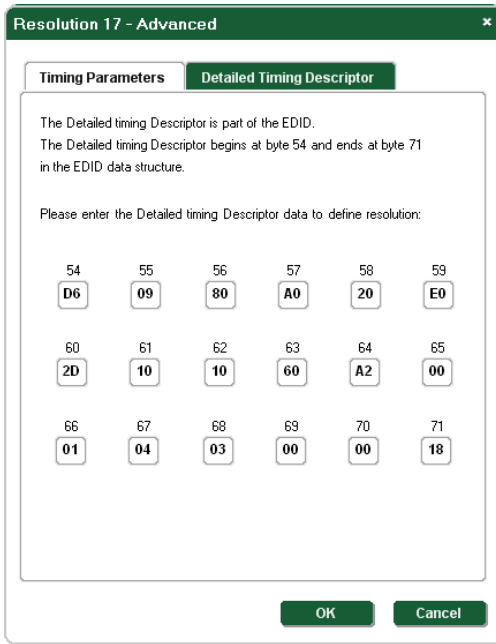 Resolution 17 - Advanced ×
Timing Parameters Detailed Timing Descriptor
The Detailed timing Descriptor is part of the EDID.
The Detailed timing Descriptor begins at byte 54 and ends at byte 71
in the EDID data structure.
Please enter the Detailed timing Descriptor data to define resolution:
54 55 56 57 58 59
D6 09 80 A0 20 E0
60 61 62 63 64 65
2D 10 10 60 A2 00
66 67 68 69 70 71
01 04 03 00 00 18
OK Cancel